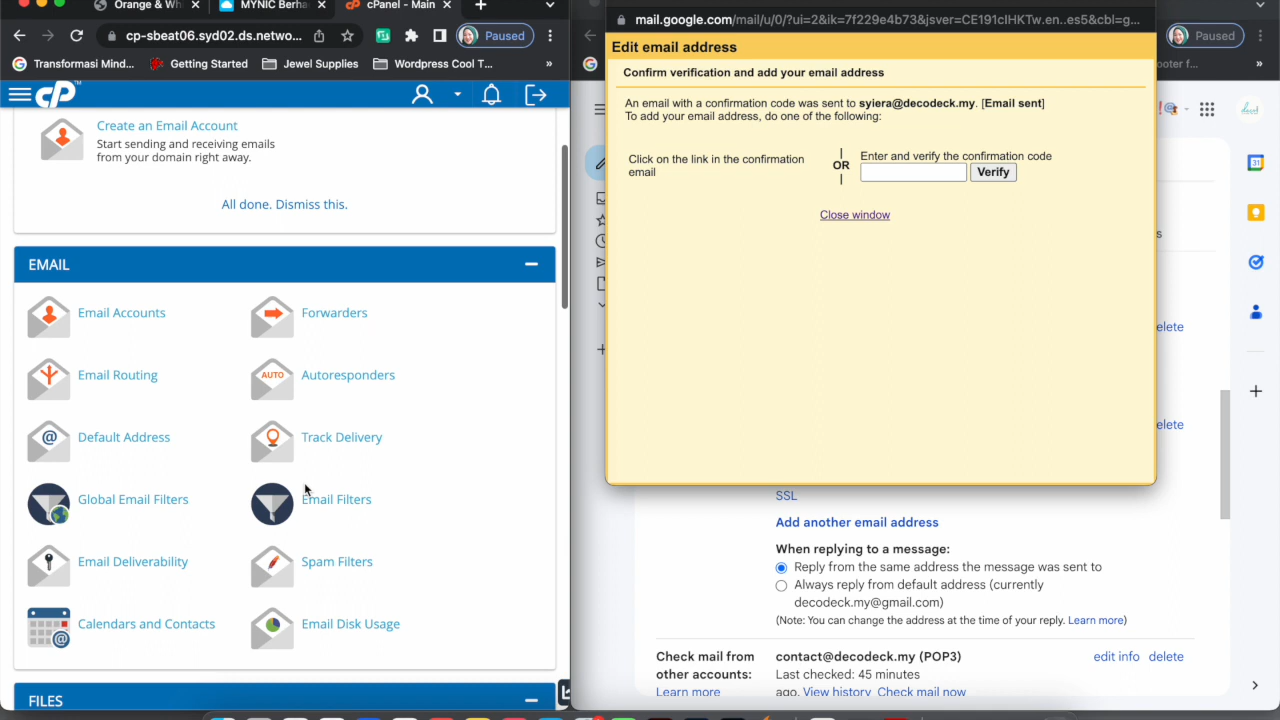 Orange & Wh
MYNIC Berha
cPanel - Main
cp-sbeat06.syd02.ds.netwo...
Paused
Transformasi Mind...
Getting Started
Jewel Supplies
Wordpress Cool T...
»
cP
Create an Email Account
Start sending and receiving emails
from your domain right away.
All done. Dismiss this.
EMAIL
Email Accounts
Forwarders
Email Routing
AUTO
Autoresponders
Default Address
Track Delivery
Global Email Filters
Email Filters
Email Deliverability
Spam Filters
Calendars and Contacts
Email Disk Usage
FILES
mail.google.com/mail/u/0/?ui=2&ik=7f229e4b73&jsver=CE191clHKTw.en..es5&cbl=g...
Edit email address
Confirm verification and add your email address
An email with a confirmation code was sent to syiera@decodeck.my. [Email sent]
To add your email address, do one of the following:
Click on the link in the confirmation
email
OR
Enter and verify the confirmation code
Verify
Close window
Paused
ooter f...
»
31
s
elete
elete
SSL
Add another email address
When replying to a message:
Reply from the same address the message was sent to
Always reply from default address (currently
decodeck.my@gmail.com)
(Note: You can change the address at the time of your reply. Learn more)
Check mail from
other accounts:
Learn more
contact@decodeck.my (POP3)
Last checked: 45 minutes
ago. View history Check mail now
edit info
delete